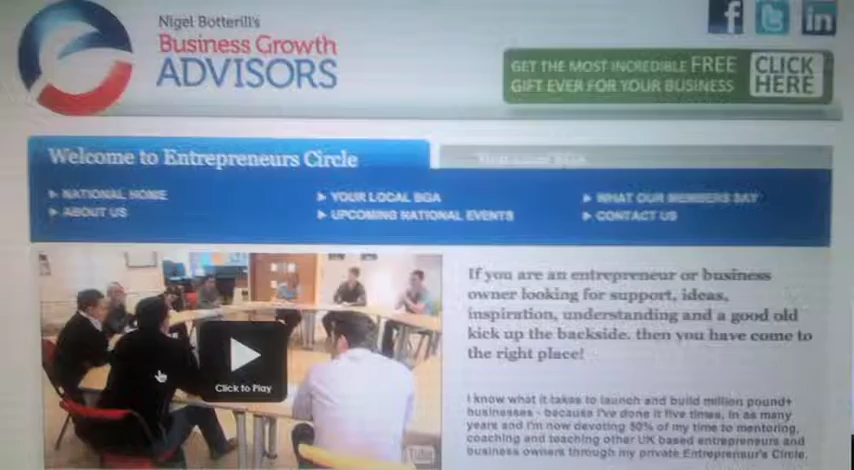 Nigel Botterill's
Business Growth
ADVISORS
GET THE MOST INCREDIBLE FREE
GIFT EVER FOR YOUR BUSINESS
CLICK
HERE
Welcome to Entrepreneurs Circle
NATIONAL HOME
YOUR LOCAL BGA
WHAT OUR MEMBERS SAY
ABOUT US
UPCOMING NATIONAL EVENTS
CONTACT US
Click to Play
Tube
If you are an entrepreneur or business
owner looking for support, ideas,
inspiration, understanding and a good old
kick up the backside. then you have come to
the right place!
I know what it takes to launch and build million pound+
businesses - because I've done it five times, in as many
years and I'm now devoting 50% of my time to mentoring,
coaching and teaching other UK based entrepreneurs and
business owners through my private Entrepreneur's Circle.